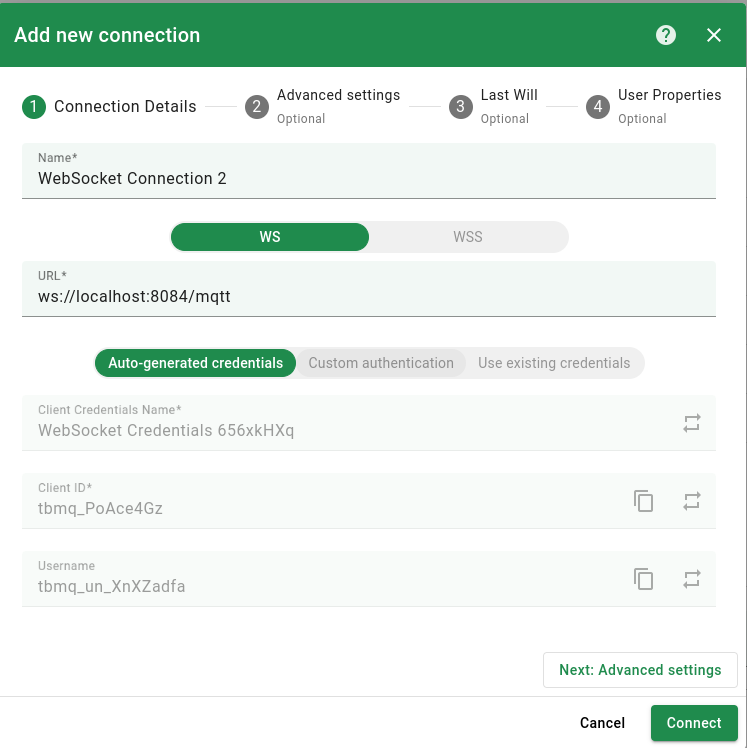 Add new connection
1 Connection Details
2 Advanced settings
Optional
3 Last Will
Optional
4 User Properties
Optional
Name*
WebSocket Connection 2
WS WSS
URL*
ws://localhost:8084/mqtt
Auto-generated credentials Custom authentication Use existing credentials
Client Credentials Name*
WebSocket Credentials 656xkHXq
Client ID*
tbmq_PoAce4Gz
Username
tbmq_un_XnXZadfa
Next: Advanced settings
Cancel Connect